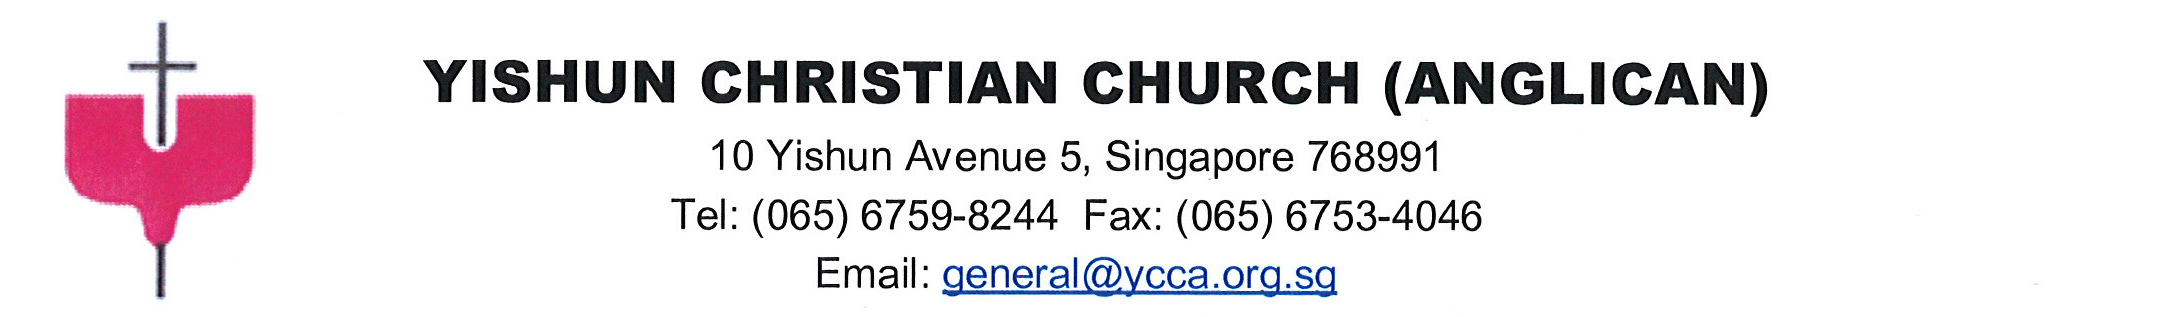 YISHUN CHRISTIAN CHURCH (ANGLICAN)
10 Yishun Avenue 5, Singapore 768991
Tel: (065) 6759-8244  Fax: (065) 6753-4046
Email: general@ycca.org.sg